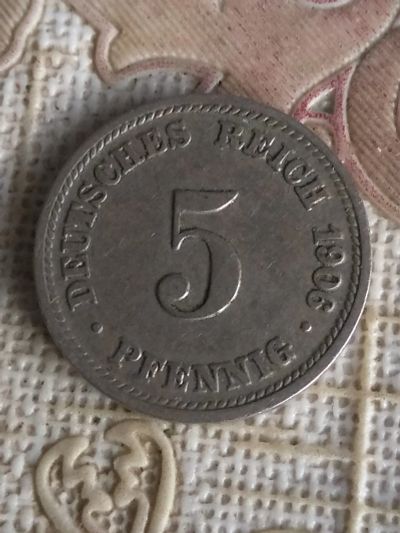 DEUTSCHES REICH 1906
5
· PFENNIG ·